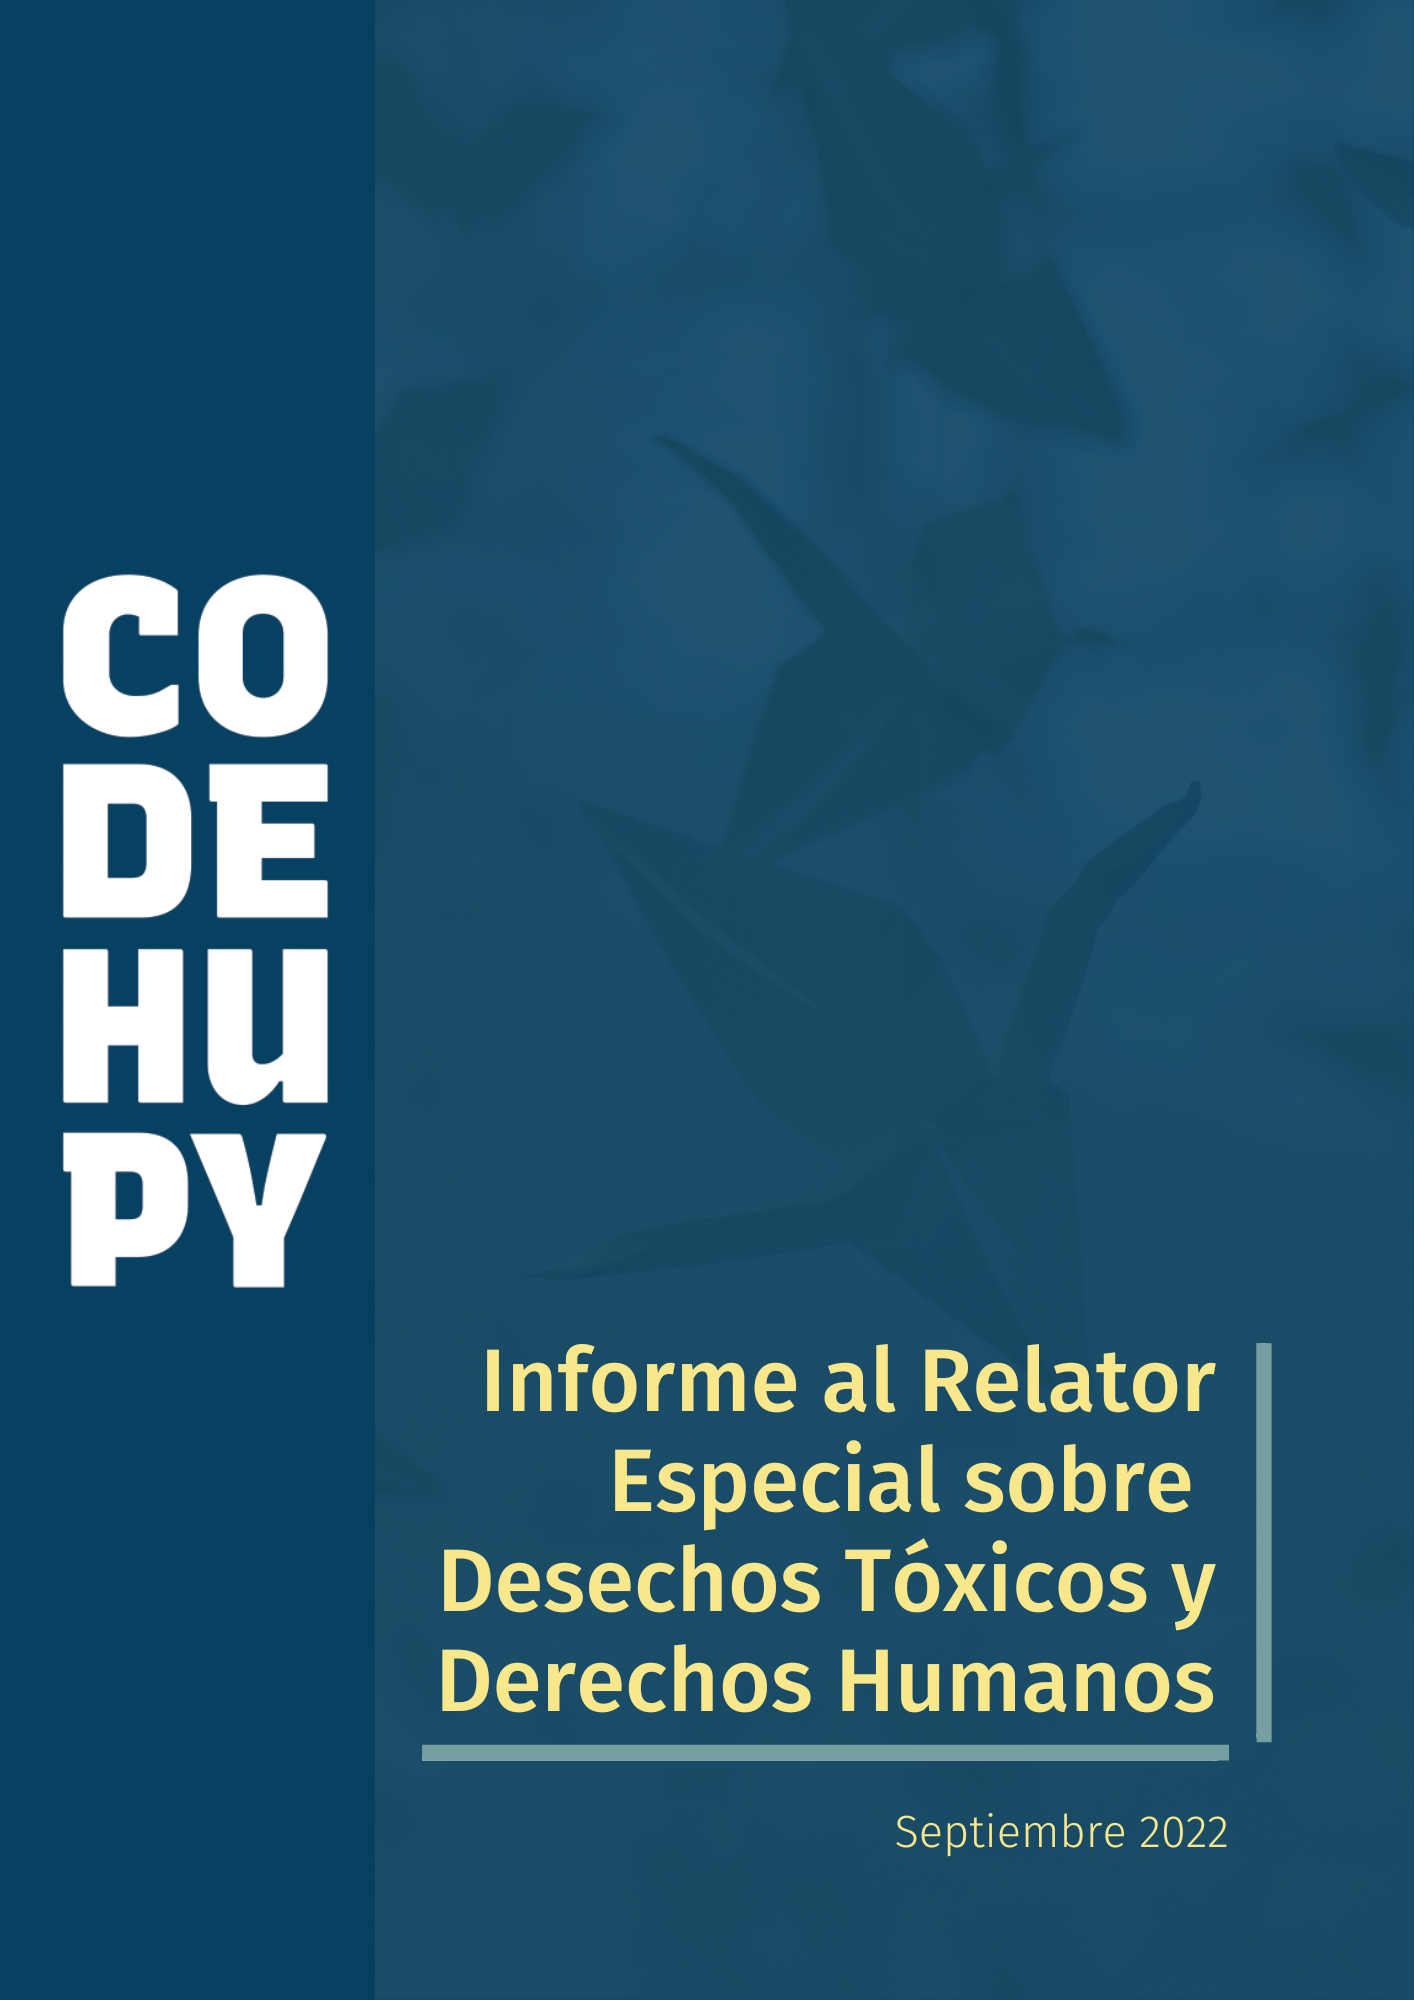 CO
DE
HU
PY
Informe al Relator
Especial sobre
Desechos Tóxicos y
Derechos Humanos
Septiembre 2022